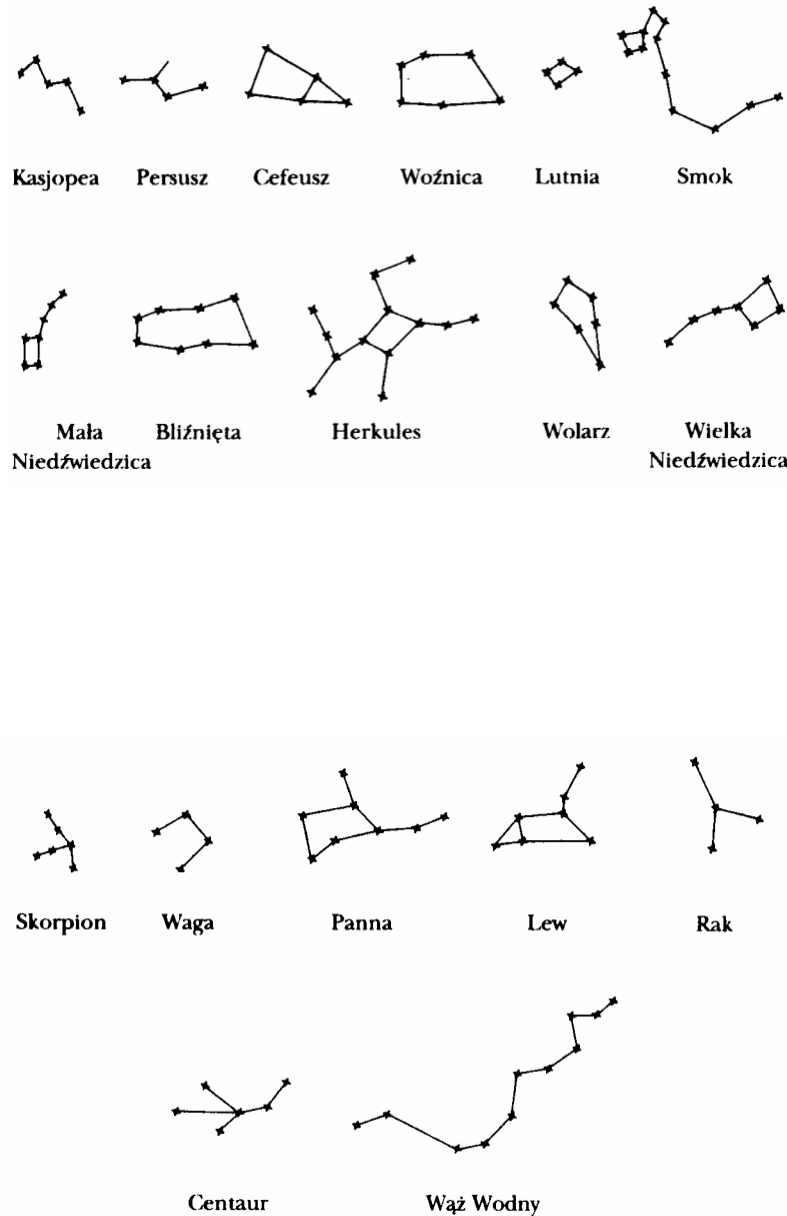 Kasjopea Persusz Cefeusz Woźnica Lutnia Smok
Mała Bliźnięta Herkules Wolarz Wielka
Niedźwiedzica Niedźwiedzica
Skorpion Waga Panna Lew Rak
Centaur Wąż Wodny